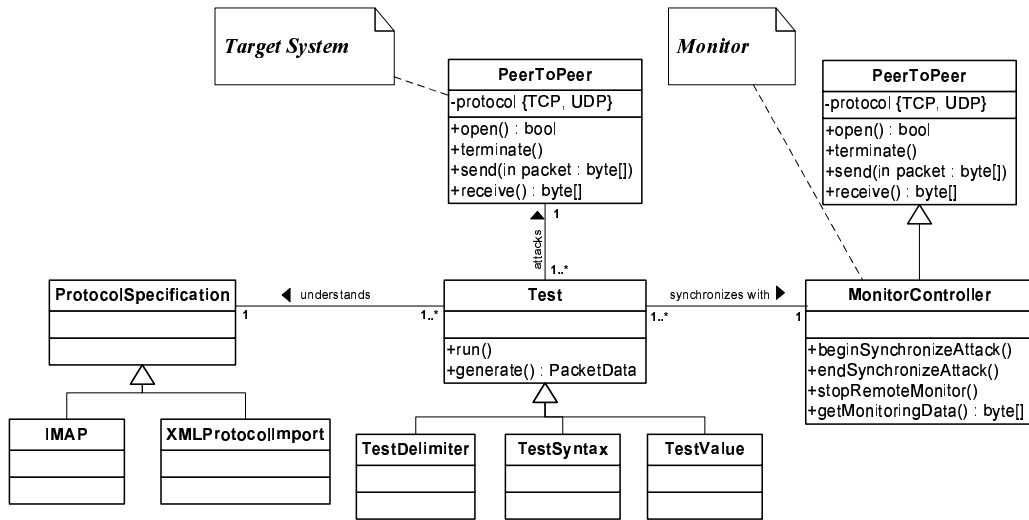 Target System
Monitor
PeerToPeer
-protocol {TCP, UDP}
+open() : bool
+terminate()
+send(in packet : byte[])
+receive() : byte[]
PeerToPeer
-protocol {TCP, UDP}
+open() : bool
+terminate()
+send(in packet : byte[])
+receive() : byte[]
1
attacks
1..*
ProtocolSpecification
understands
1
1..*
Test
+run()
+generate() : PacketData
synchronizes with
1..*
1
MonitorController
+beginSynchronizeAttack()
+endSynchronizeAttack()
+stopRemoteMonitor()
+getMonitoringData() : byte[]
IMAP
XMLProtocolImport
TestDelimiter
TestSyntax
TestValue